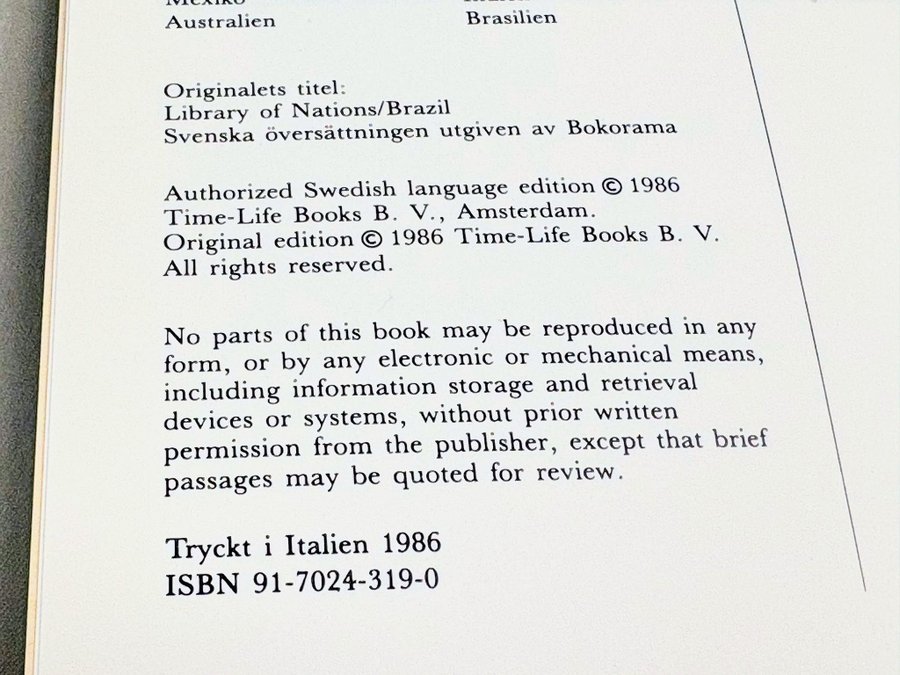 Mexiko
Australien
Brasilien
Originalets titel:
Library of Nations/Brazil
Svenska översättningen utgiven av Bokorama
Authorized Swedish language edition © 1986
Time-Life Books B. V., Amsterdam.
Original edition © 1986 Time-Life Books B. V.
All rights reserved.
No parts of this book may be reproduced in any
form, or by any electronic or mechanical means,
including information storage and retrieval
devices or systems, without prior written
permission from the publisher, except that brief
passages may be quoted for review.
Tryckt i Italien 1986
ISBN 91-7024-319-0